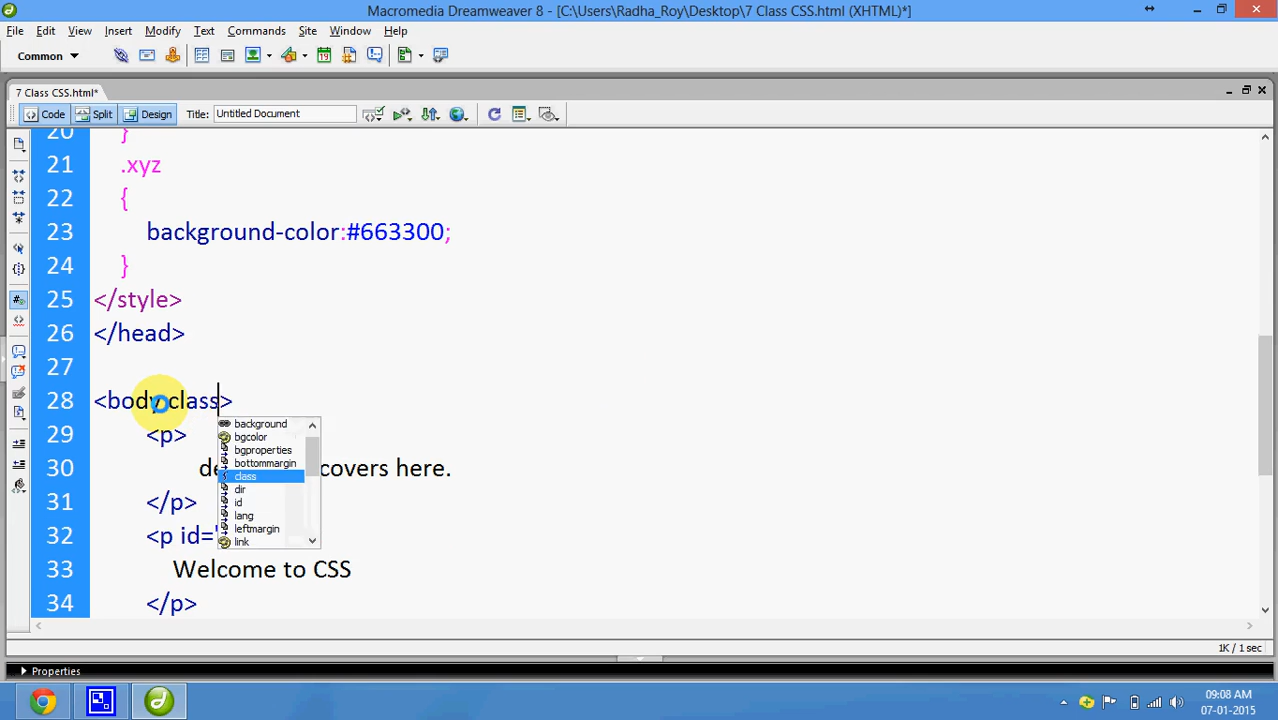 Macromedia Dreamweaver 8 - [C:\Users\Radha_Roy\Desktop\7 Class CSS.html (XHTML)*]
File Edit View Insert Modify Text Commands Site Window Help
Common
7 Class CSS.html*
Code Split Design Title: Untitled Document
20 }
21 .xyz
22 {
23 background-color:#663300;
24 }
25 </style>
26 </head>
27
28 <body class>
background
29 <p>
bgcolor
bgproperties
bottommargin
30 covers here.
class
dir
31 </p>
id
lang
leftmargin
32 <p id="
link
33 Welcome to CSS
34 </p>
1K / 1 sec
Properties
09:08 AM
07-01-2015